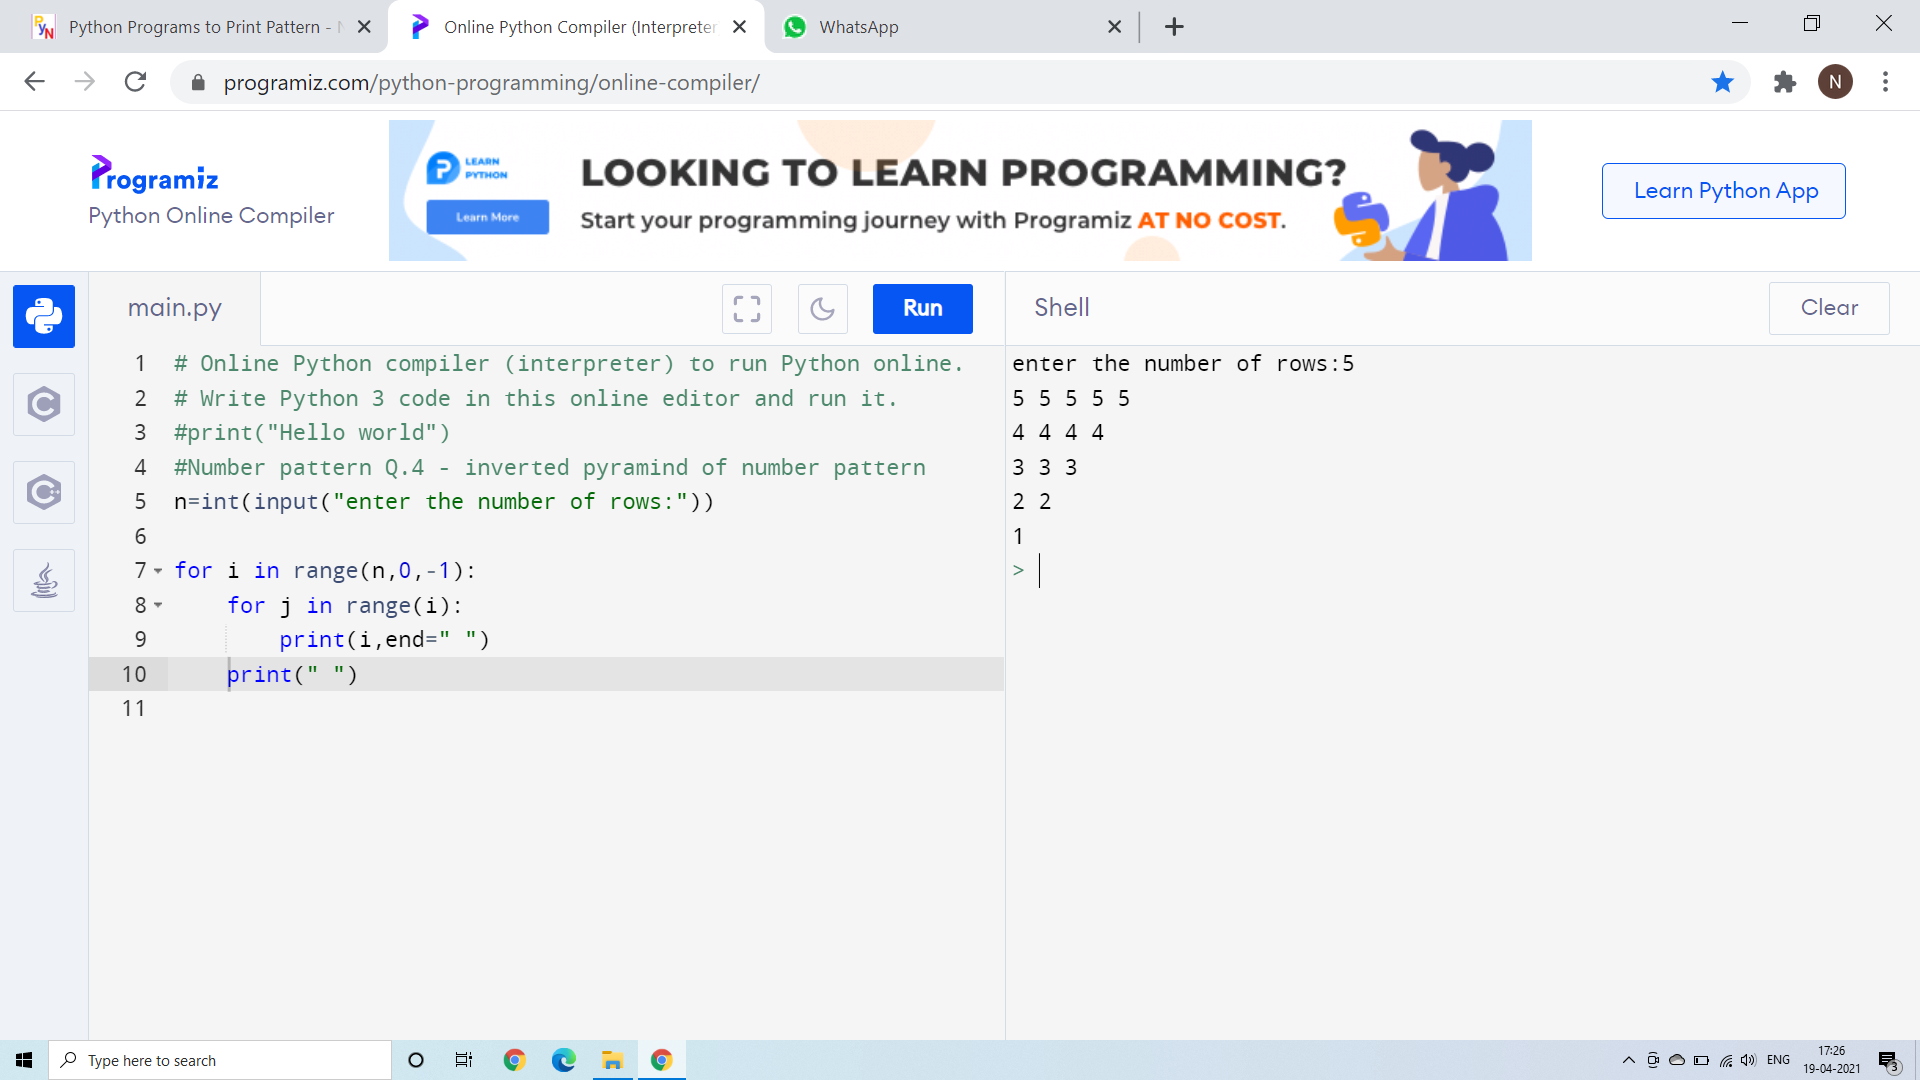 Python Programs to Print Pattern -
Online Python Compiler (Interpreter
WhatsApp
programiz.com/python-programming/online-compiler/
N
Programiz
Python Online Compiler
LEARN
PYTHON
Learn More
LOOKING TO LEARN PROGRAMMING?
Start your programming journey with Programiz AT NO COST.
Learn Python App
main.py
Run
Shell
Clear
1 # Online Python compiler (interpreter) to run Python online.
2 # Write Python 3 code in this online editor and run it.
3 #print("Hello world")
4 #Number pattern Q.4 - inverted pyramind of number pattern
5 n=int(input("enter the number of rows:"))
6
7 for i in range(n,0,-1):
8     for j in range(i):
9         print(i,end=" ")
10     print(" ")
11
enter the number of rows:5
5 5 5 5 5
4 4 4 4
3 3 3
2 2
1
>
Type here to search
ENG
17:26
19-04-2021
3